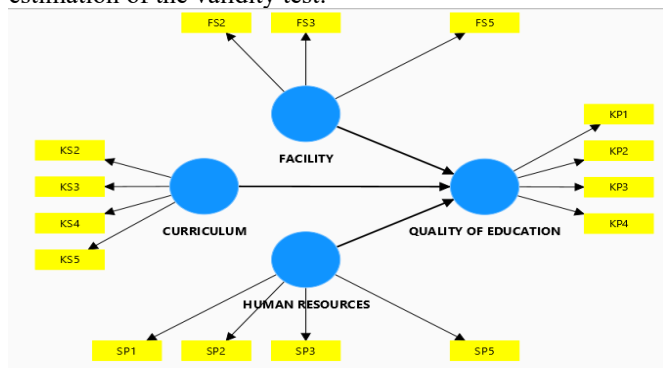 estimation of the validity test.
FS2 FS3 FS5
KP1
FACILITY
KS2 KP2
KS3 KP3
KS4 KP4
CURRICULUM QUALITY OF EDUCATION
KS5
HUMAN RESOURCES
SP1 SP2 SP3 SP5